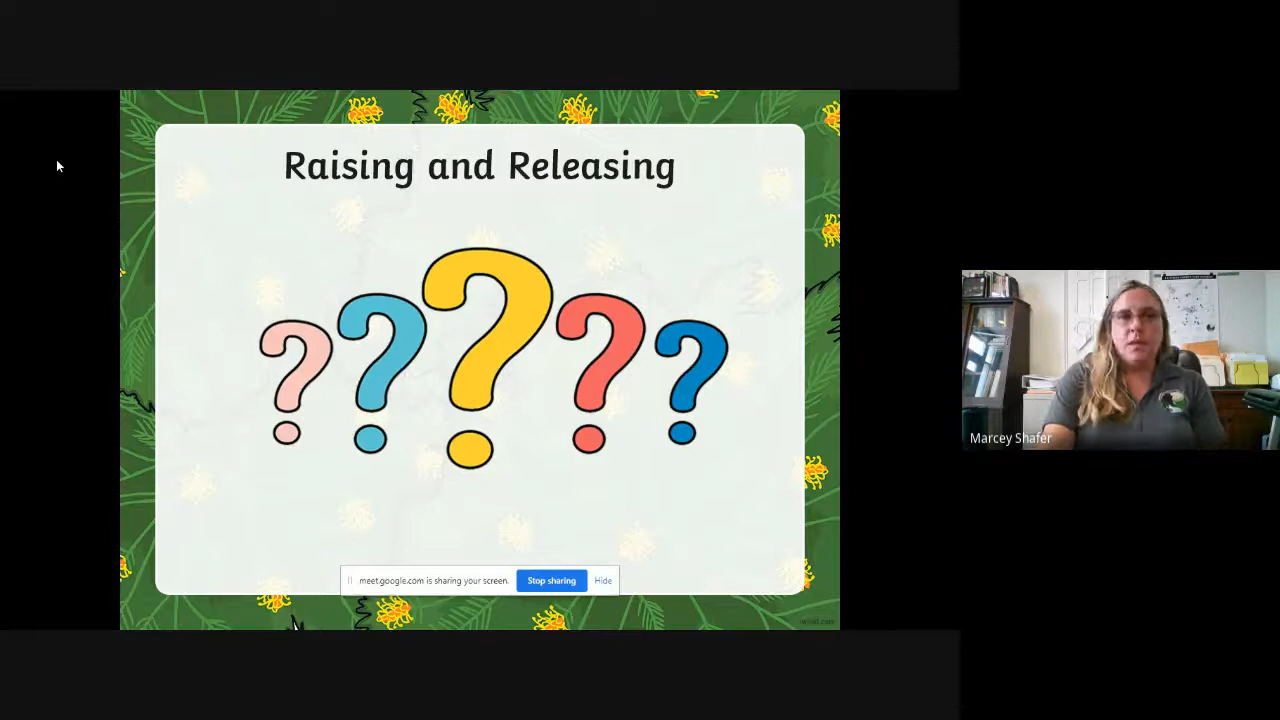 Raising and Releasing
? ? ? ? ?
meet.google.com is sharing your screen. Stop sharing Hide
Marcey Shafer